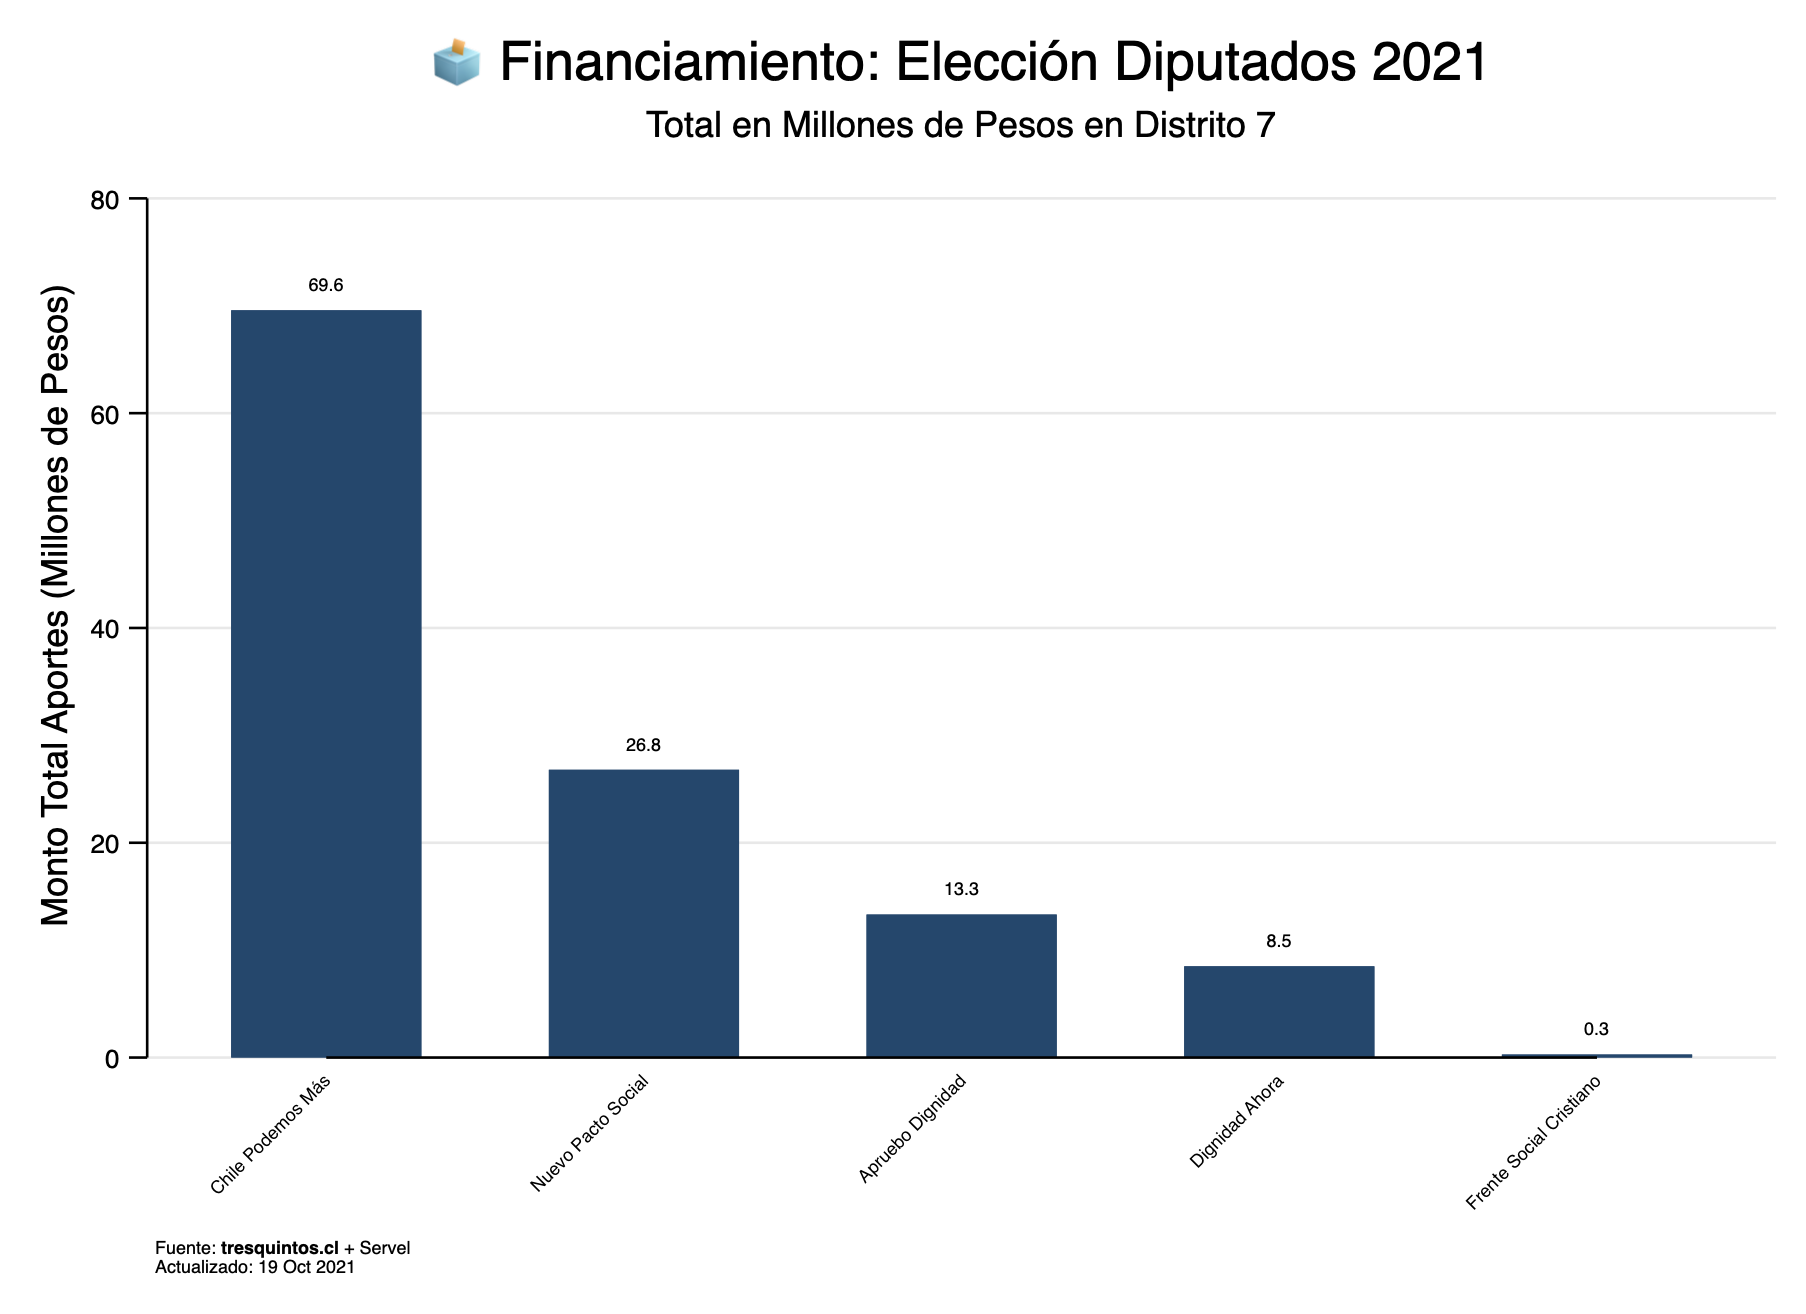 Financiamiento: Elección Diputados 2021
Total en Millones de Pesos en Distrito 7
Monto Total Aportes (Millones de Pesos)
80
60
40
20
0
69.6
26.8
13.3
8.5
0.3
Chile Podemos Más
Nuevo Pacto Social
Apruebo Dignidad
Dignidad Ahora
Frente Social Cristiano
Fuente: tresquintos.cl + Servel
Actualizado: 19 Oct 2021